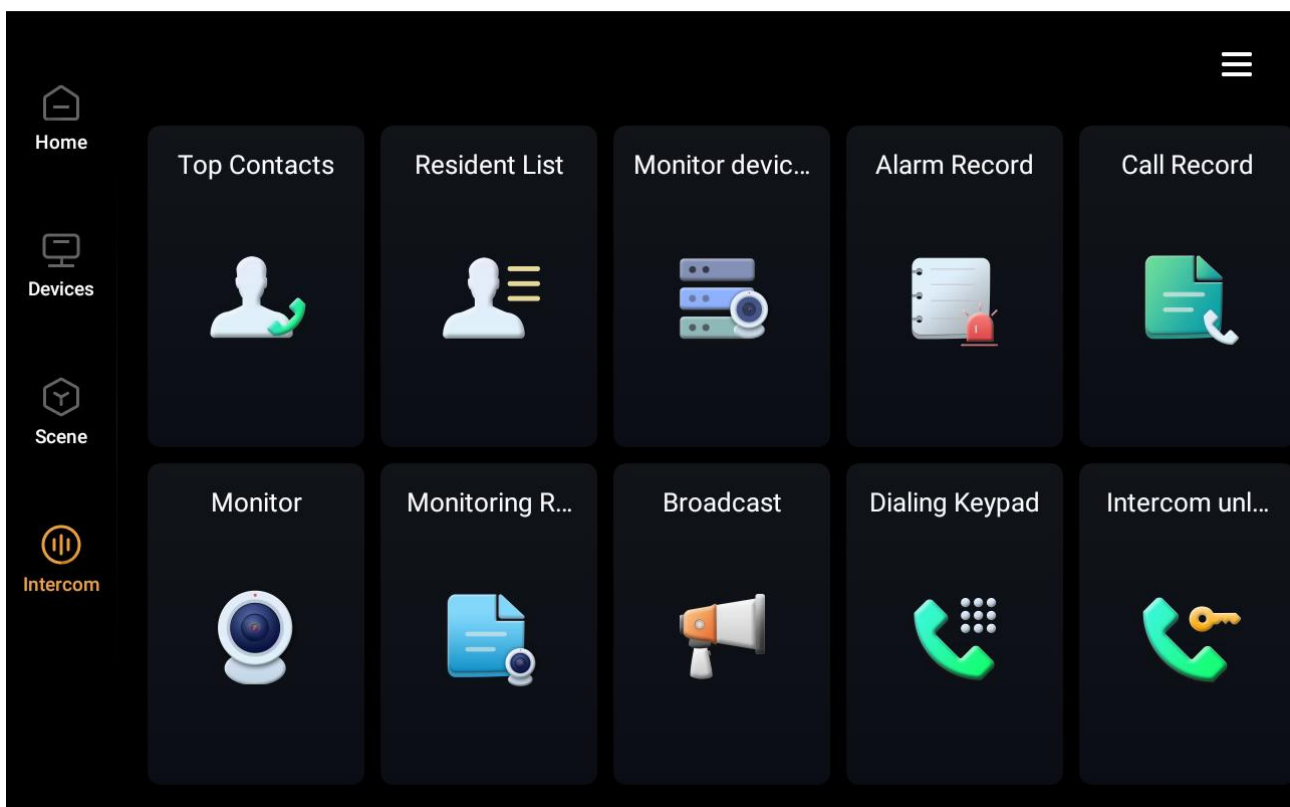 Home
Devices
Scene
Intercom
Top Contacts
Resident List
Monitor devic...
Alarm Record
Call Record
Monitor
Monitoring R...
Broadcast
Dialing Keypad
Intercom unl...